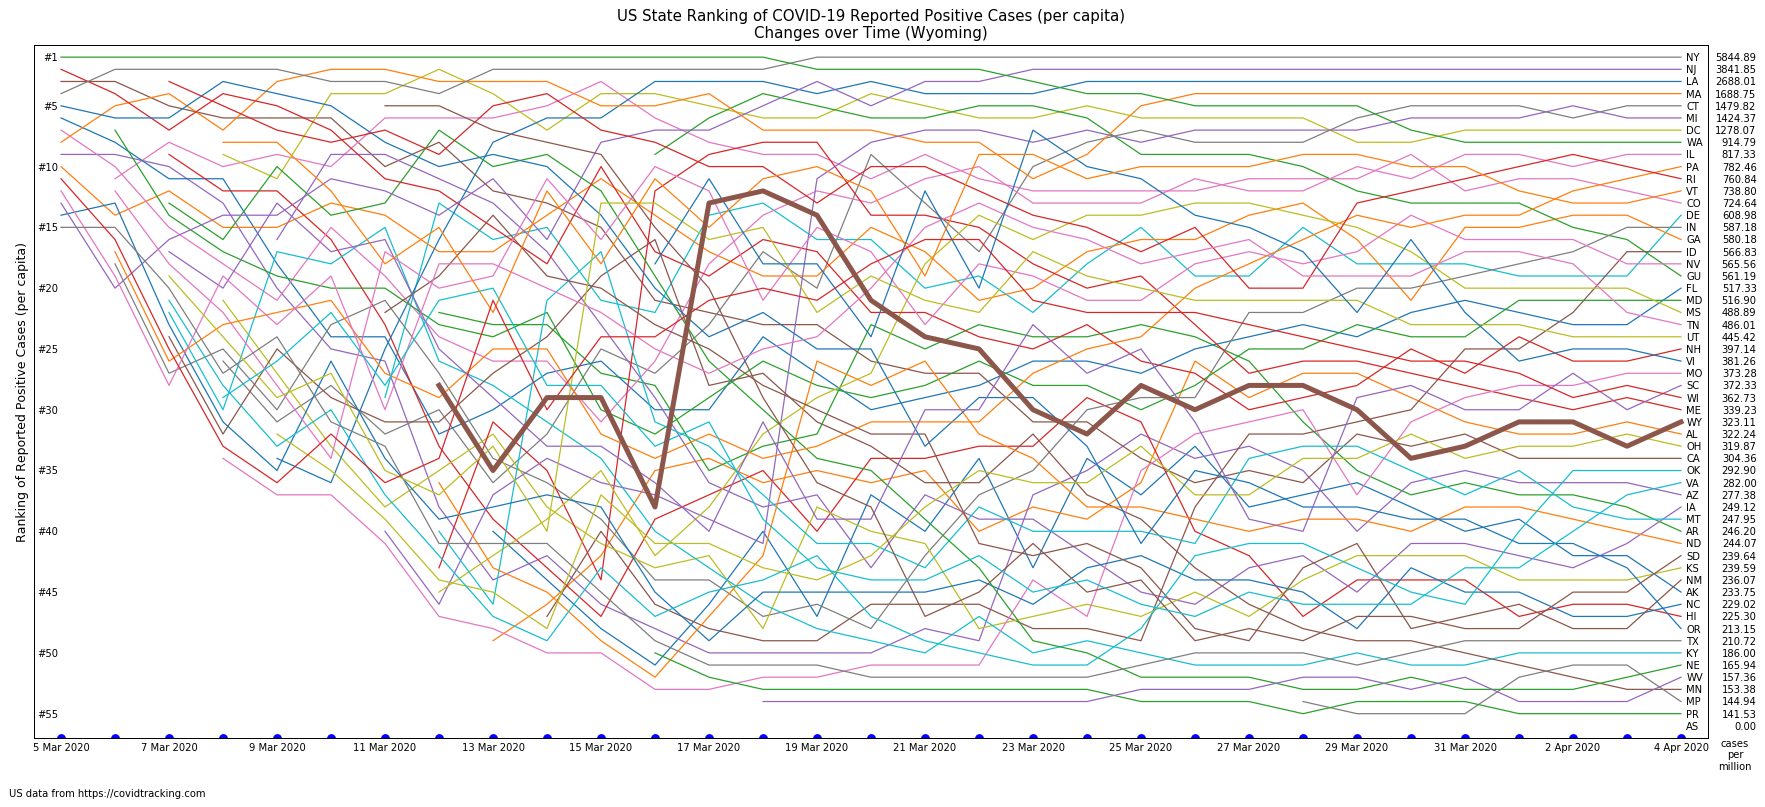 US State Ranking of COVID-19 Reported Positive Cases (per capita)
Changes over Time (Wyoming)
Ranking of Reported Positive Cases (per capita)
#1
#5
#10
#15
#20
#25
#30
#35
#40
#45
#50
#55
NY 5844.89
NJ 3841.85
LA 2688.01
MA 1688.75
CT 1479.82
MI 1424.37
DC 1278.07
WA 914.79
IL 817.33
PA 782.46
RI 760.84
VT 738.80
CO 724.64
DE 608.98
IN 587.18
GA 580.18
ID 566.83
NV 565.56
GU 561.19
FL 517.33
MD 516.90
MS 488.89
TN 486.01
UT 445.42
NH 397.14
VI 381.26
MO 373.28
SC 372.33
WI 362.73
ME 339.23
WY 323.11
AL 322.24
OH 319.87
CA 304.36
OK 292.90
VA 282.00
AZ 277.38
IA 249.12
MT 247.95
AR 246.20
ND 244.07
SD 239.64
KS 239.59
NM 236.07
AK 233.75
NC 229.02
HI 225.30
OR 213.15
TX 210.72
KY 186.00
NE 165.94
WV 157.36
MN 153.38
MP 144.94
PR 141.53
AS 0.00
5 Mar 2020 7 Mar 2020 9 Mar 2020 11 Mar 2020 13 Mar 2020 15 Mar 2020 17 Mar 2020 19 Mar 2020 21 Mar 2020 23 Mar 2020 25 Mar 2020 27 Mar 2020 29 Mar 2020 31 Mar 2020 2 Apr 2020 4 Apr 2020
cases
per
million
US data from https://covidtracking.com